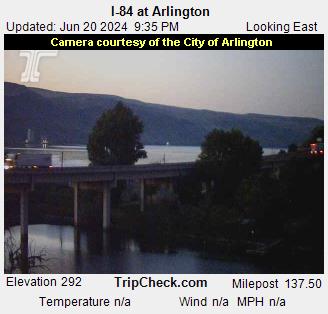 I-84 at Arlington
Updated: Jun 20 2024 9:35 PM Looking East
Camera courtesy of the City of Arlington
Elevation 292 TripCheck.com Milepost 137.50
Temperature n/a Wind n/a MPH n/a